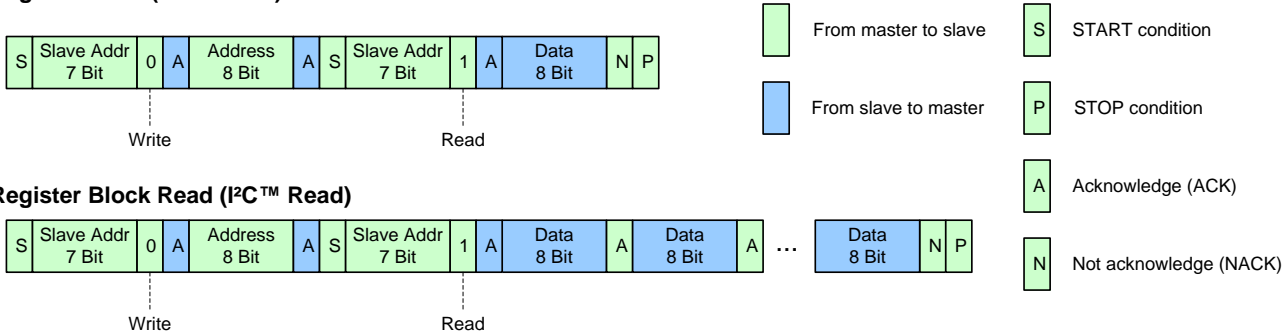 S Slave Addr 7 Bit 0 A Address 8 Bit A S Slave Addr 7 Bit 1 A Data 8 Bit N P
Write Read
Register Block Read (I²C™ Read)
S Slave Addr 7 Bit 0 A Address 8 Bit A S Slave Addr 7 Bit 1 A Data 8 Bit A Data 8 Bit A ... Data 8 Bit N P
Write Read
From master to slave
From slave to master
S START condition
P STOP condition
A Acknowledge (ACK)
N Not acknowledge (NACK)